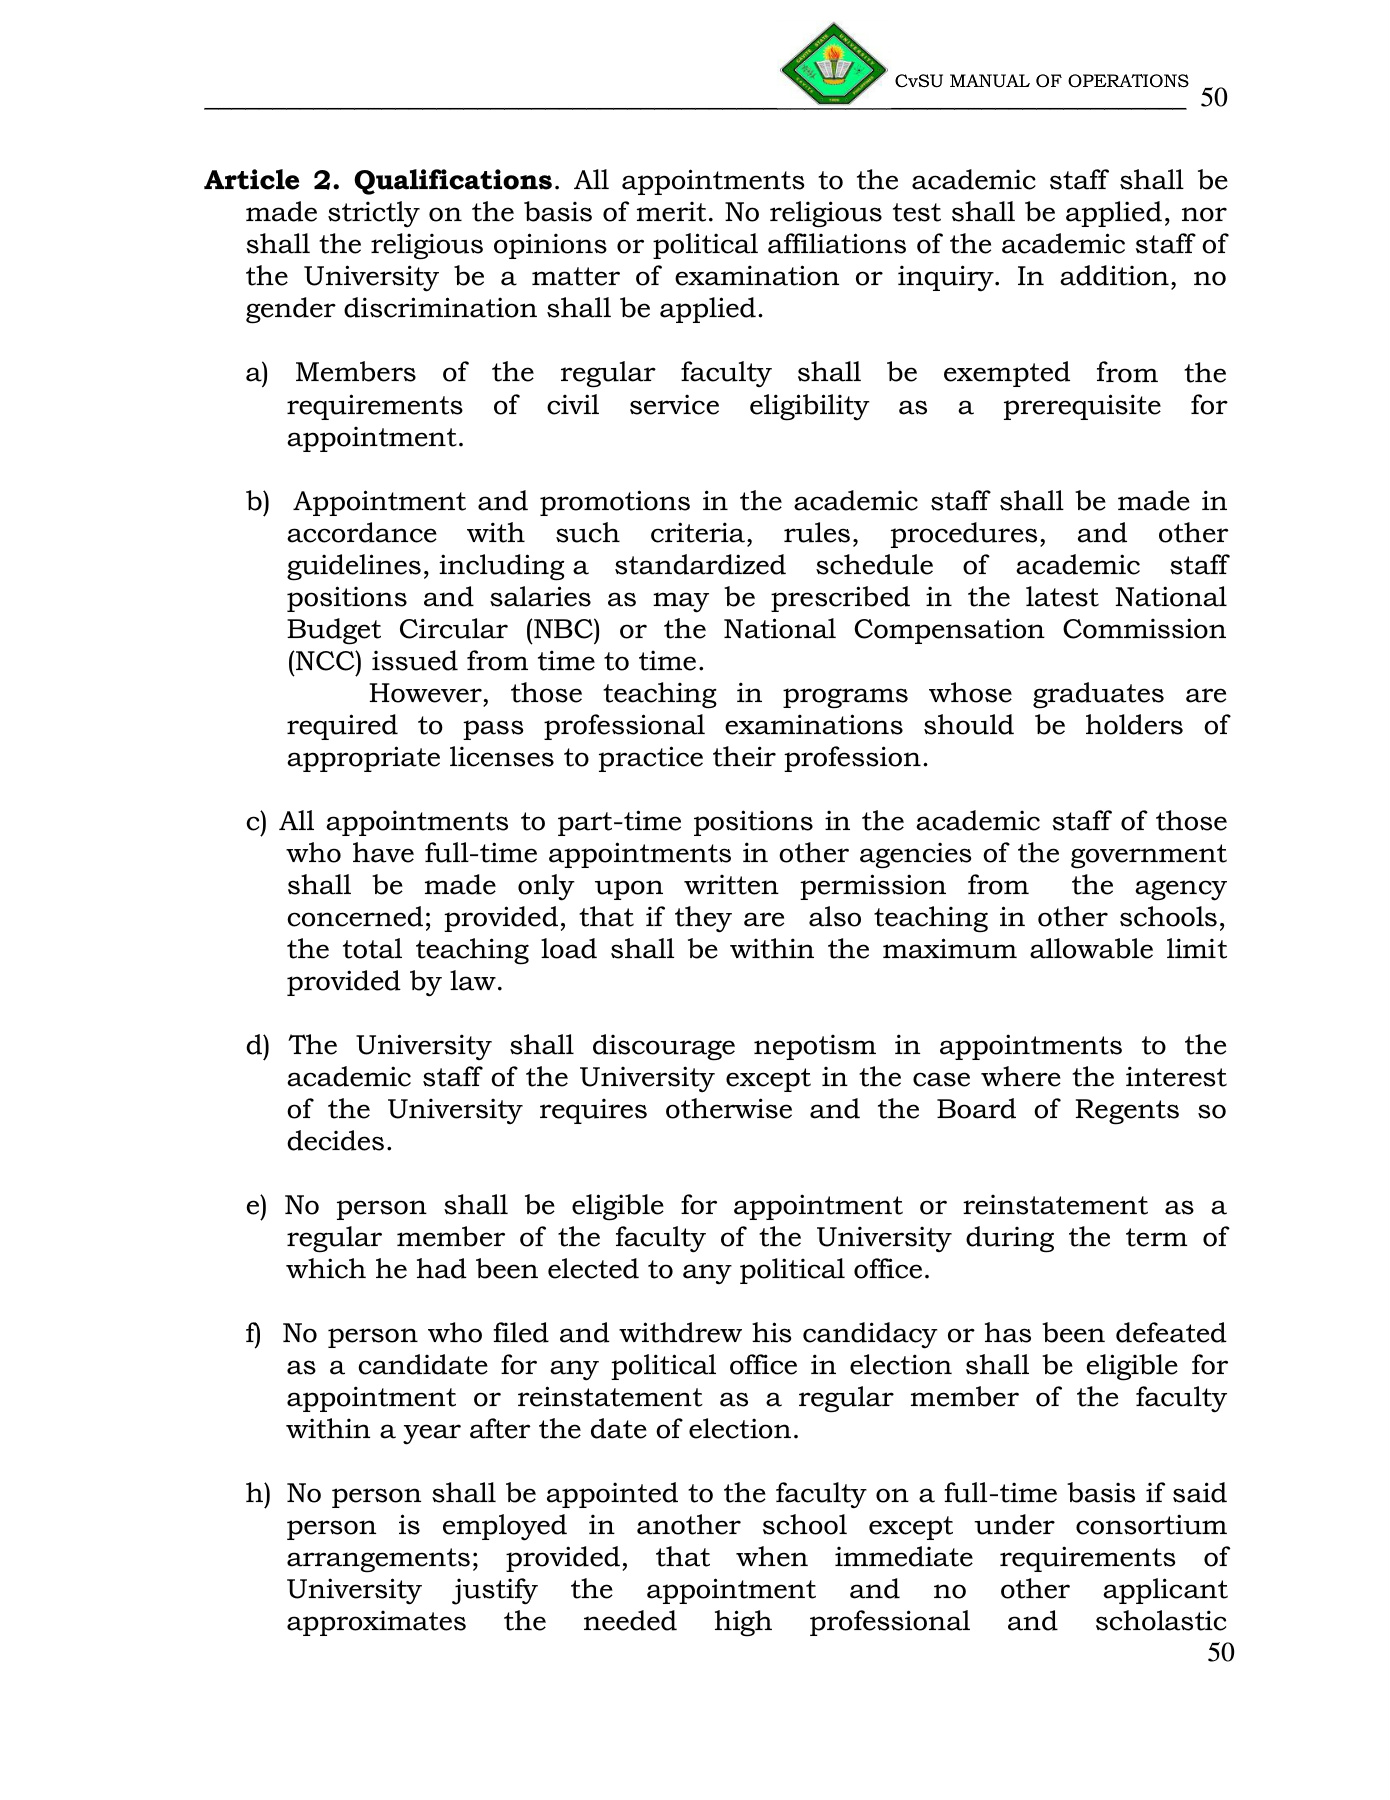 CvSU MANUAL OF OPERATIONS 50
Article 2. Qualifications. All appointments to the academic staff shall be
made strictly on the basis of merit. No religious test shall be applied, nor
shall the religious opinions or political affiliations of the academic staff of
the University be a matter of examination or inquiry. In addition, no
gender discrimination shall be applied.
a) Members of the regular faculty shall be exempted from the
requirements of civil service eligibility as a prerequisite for
appointment.
b) Appointment and promotions in the academic staff shall be made in
accordance with such criteria, rules, procedures, and other
guidelines, including a standardized schedule of academic staff
positions and salaries as may be prescribed in the latest National
Budget Circular (NBC) or the National Compensation Commission
(NCC) issued from time to time.
However, those teaching in programs whose graduates are
required to pass professional examinations should be holders of
appropriate licenses to practice their profession.
c) All appointments to part-time positions in the academic staff of those
who have full-time appointments in other agencies of the government
shall be made only upon written permission from the agency
concerned; provided, that if they are also teaching in other schools,
the total teaching load shall be within the maximum allowable limit
provided by law.
d) The University shall discourage nepotism in appointments to the
academic staff of the University except in the case where the interest
of the University requires otherwise and the Board of Regents so
decides.
e) No person shall be eligible for appointment or reinstatement as a
regular member of the faculty of the University during the term of
which he had been elected to any political office.
f) No person who filed and withdrew his candidacy or has been defeated
as a candidate for any political office in election shall be eligible for
appointment or reinstatement as a regular member of the faculty
within a year after the date of election.
h) No person shall be appointed to the faculty on a full-time basis if said
person is employed in another school except under consortium
arrangements; provided, that when immediate requirements of
University justify the appointment and no other applicant
approximates the needed high professional and scholastic
50